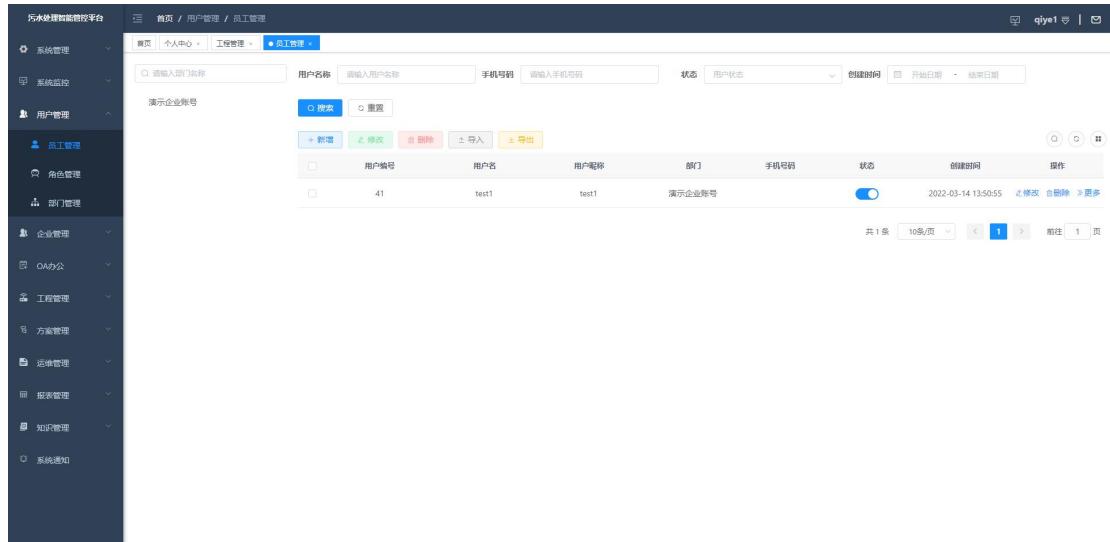 污水处理智能管控平台
首页 / 用户管理 / 员工管理
qiye1
首页 个人中心 × 工程管理 × 员工管理 ×
系统管理
系统监控
用户管理
员工管理
角色管理
部门管理
企业管理
OA办公
工程管理
方案管理
运维管理
报表管理
知识管理
系统通知
请输入部门名称
演示企业账号
用户名称 请输入用户名称 手机号码 请输入手机号码 状态 用户状态 创建时间 开始日期 - 结束日期
搜索 重置
+ 新增 修改 删除 导入 导出
用户编号 用户名 用户昵称 部门 手机号码 状态 创建时间 操作
41 test1 test1 演示企业账号 2022-03-14 13:50:55 修改 删除 更多
共 1 条 10条/页 < 1 > 前往 1 页